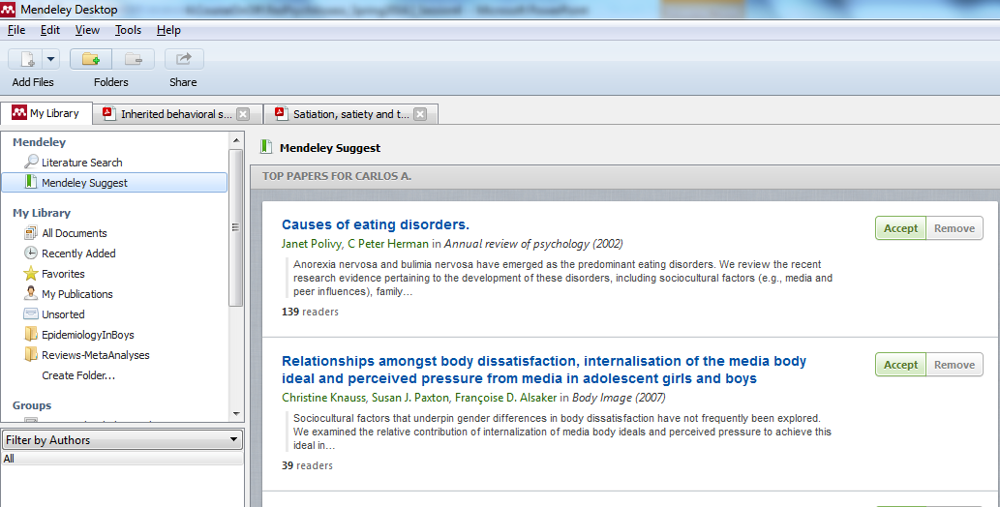 Mendeley Desktop
File Edit View Tools Help
Add Files Folders Share
My Library Inherited behavioral s... Satiation, satiety and t...
Mendeley
Literature Search
Mendeley Suggest
My Library
All Documents
Recently Added
Favorites
My Publications
Unsorted
EpidemiologyInBoys
Reviews-MetaAnalyses
Create Folder...
Groups
Filter by Authors
All
Mendeley Suggest
TOP PAPERS FOR CARLOS A.
Causes of eating disorders.
Janet Polivy, C Peter Herman in Annual review of psychology (2002)
Anorexia nervosa and bulimia nervosa have emerged as the predominant eating disorders. We review the recent
research evidence pertaining to the development of these disorders, including sociocultural factors (e.g., media and
peer influences), family...
139 readers
Accept Remove
Relationships amongst body dissatisfaction, internalisation of the media body
ideal and perceived pressure from media in adolescent girls and boys
Christine Knauss, Susan J. Paxton, Françoise D. Alsaker in Body Image (2007)
Sociocultural factors that underpin gender differences in body dissatisfaction have not frequently been explored.
We examined the relative contribution of internalization of media body ideals and perceived pressure to achieve this
ideal in...
39 readers
Accept Remove